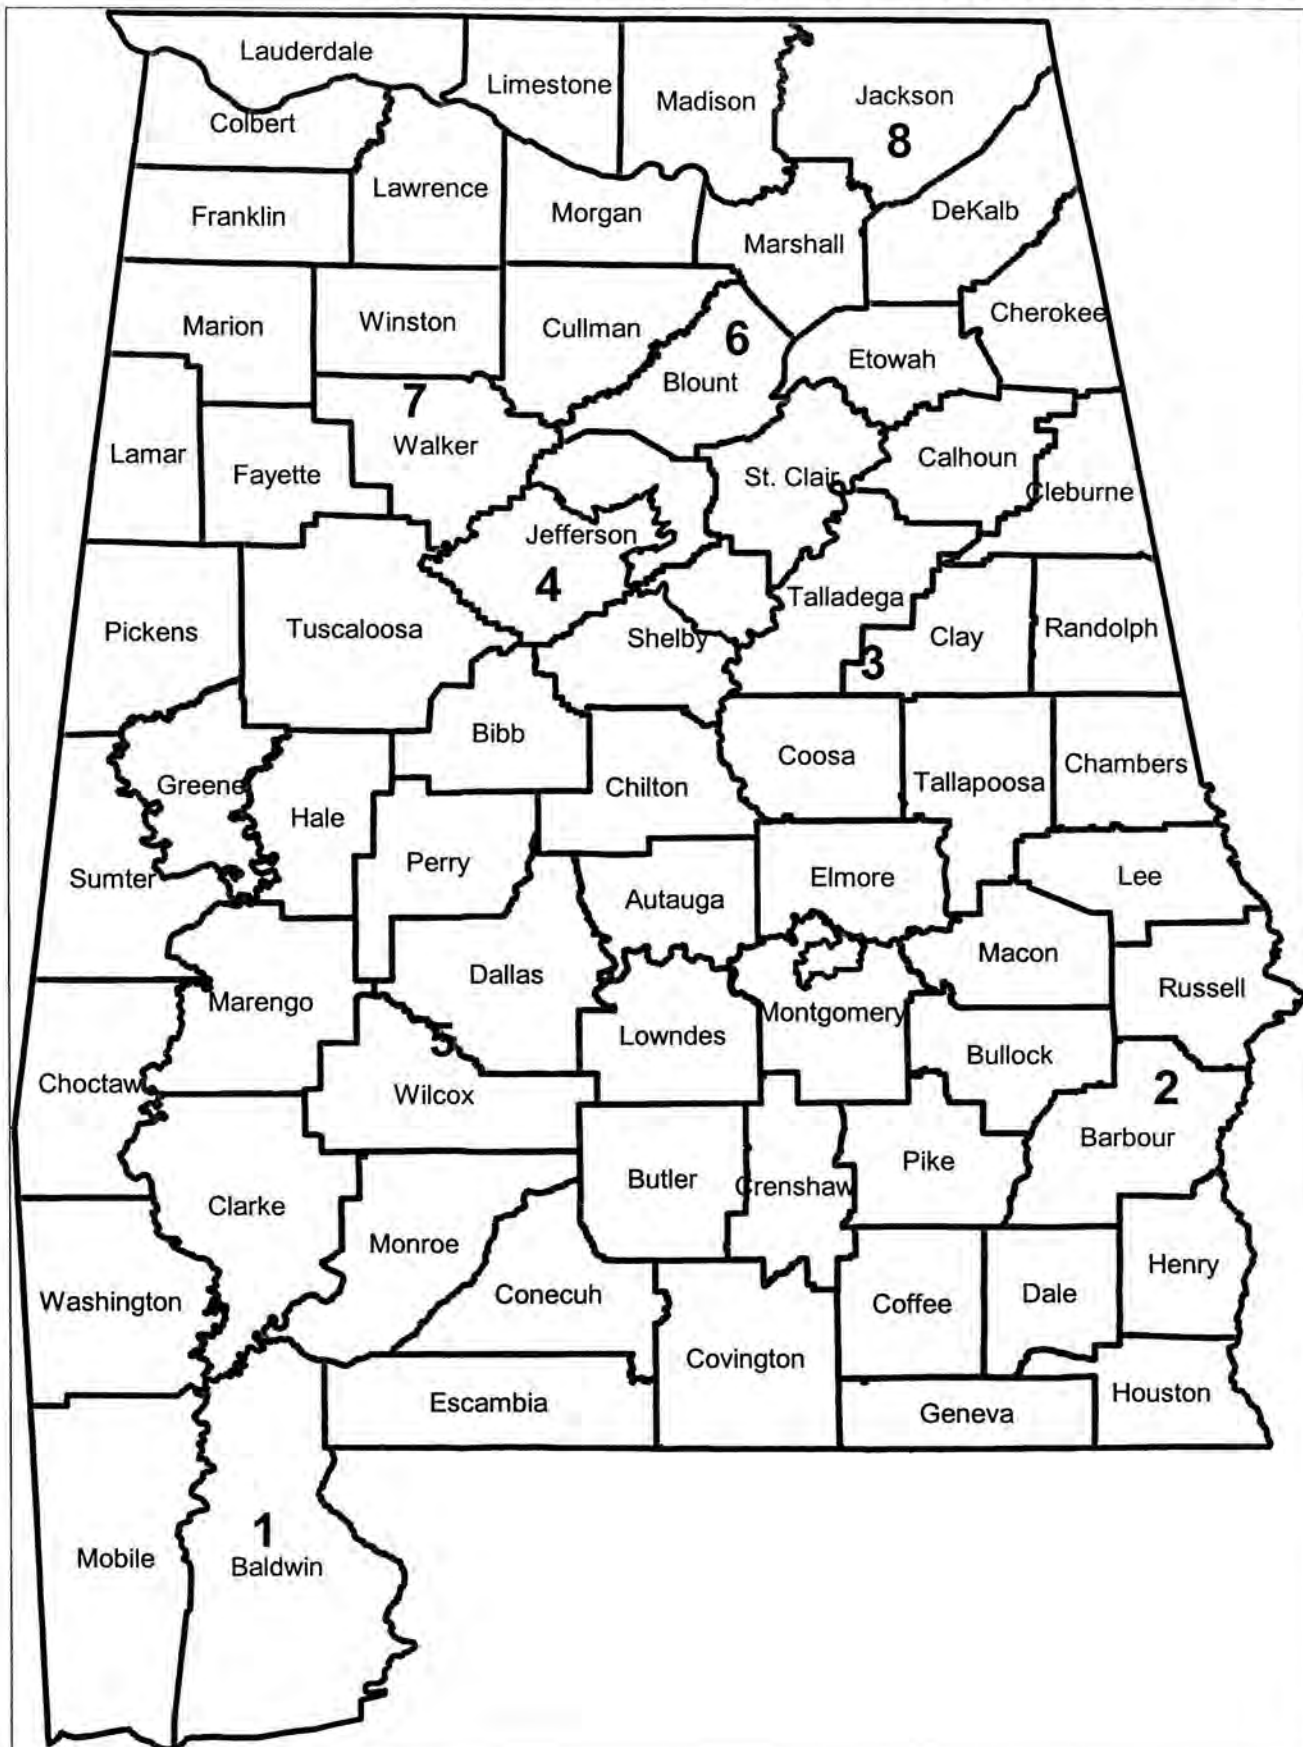 Lauderdale
Limestone
Madison
Jackson
8
Colbert
Lawrence
Franklin
Morgan
DeKalb
Marshall
Marion
Winston
Cullman
6
Blount
Etowah
Cherokee
7
Walker
Lamar
Fayette
St. Clair
Calhoun
Cleburne
Jefferson
4
Talladega
Pickens
Tuscaloosa
Shelby
3
Clay
Randolph
Bibb
Coosa
Tallapoosa
Chambers
Greene
Hale
Chilton
Perry
Sumter
Autauga
Elmore
Lee
Dallas
Macon
Russell
Marengo
Montgomery
Lowndes
5
Bullock
Choctaw
Wilcox
2
Barbour
Butler
Crenshaw
Pike
Clarke
Monroe
Henry
Washington
Conecuh
Coffee
Dale
Covington
Escambia
Houston
Geneva
1
Mobile
Baldwin